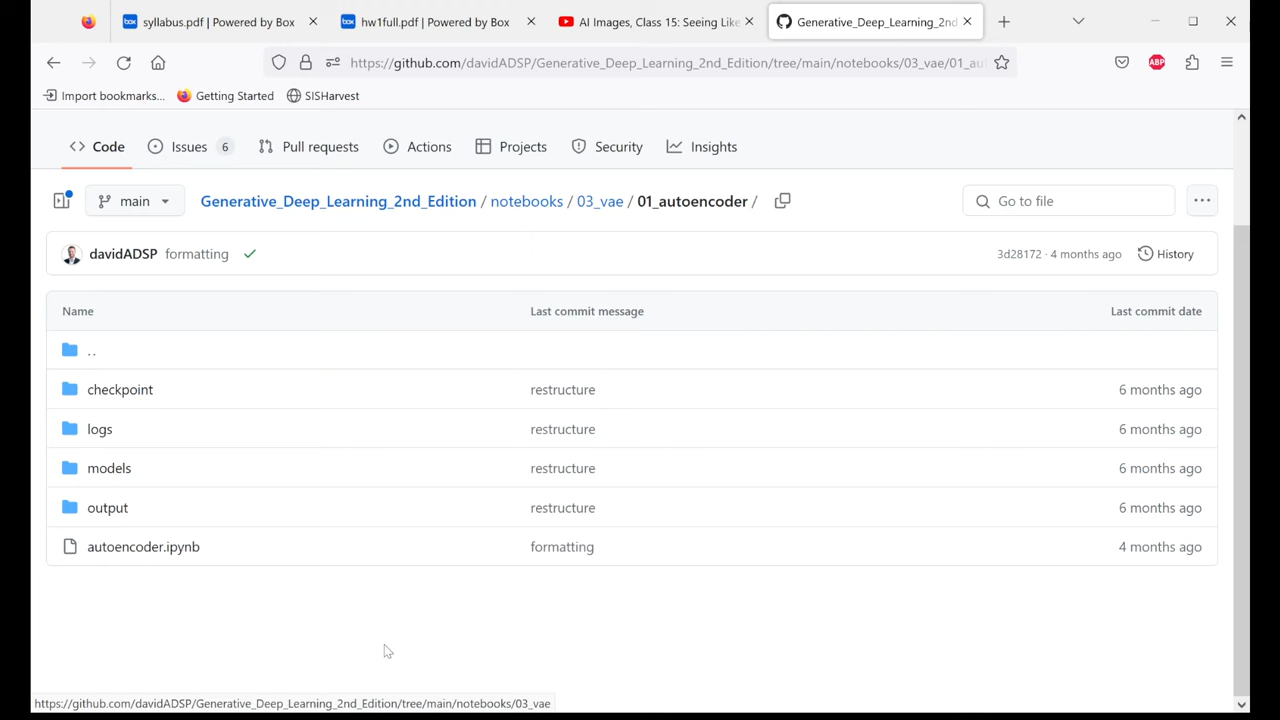 syllabus.pdf | Powered by Box
hw1full.pdf | Powered by Box
AI Images, Class 15: Seeing Like
Generative_Deep_Learning_2nd
https://github.com/davidADSP/Generative_Deep_Learning_2nd_Edition/tree/main/notebooks/03_vae/01_au
ABP
Import bookmarks...
Getting Started
SISHarvest
Code
Issues 6
Pull requests
Actions
Projects
Security
Insights
main
Generative_Deep_Learning_2nd_Edition / notebooks / 03_vae / 01_autoencoder /
Go to file
davidADSP formatting
3d28172 · 4 months ago
History
Name Last commit message Last commit date
..
checkpoint restructure 6 months ago
logs restructure 6 months ago
models restructure 6 months ago
output restructure 6 months ago
autoencoder.ipynb formatting 4 months ago
https://github.com/davidADSP/Generative_Deep_Learning_2nd_Edition/tree/main/notebooks/03_vae